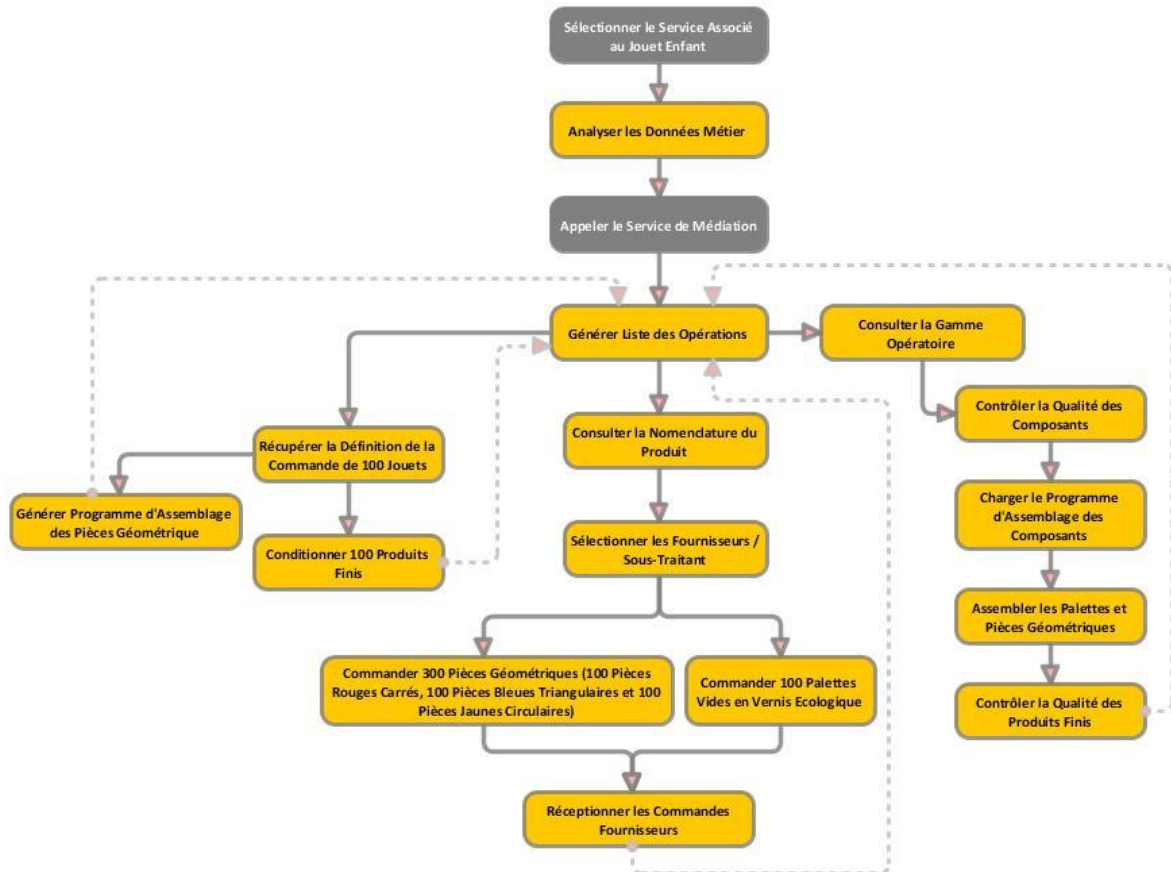 Sélectionner le Service Associé
au Jouet Enfant
Analyser les Données Métier
Appeler le Service de Médiation
Générer Liste des Opérations
Consulter la Gamme
Opératoire
Récupérer la Définition de la
Commande de 100 Jouets
Consulter la Nomenclature du
Produit
Contrôler la Qualité des
Composants
Générer Programme d'Assemblage
des Pièces Géométrique
Conditionner 100 Produits
Finis
Sélectionner les Fournisseurs /
Sous-Traitant
Charger le Programme
d'Assemblage des
Composants
Assembler les Palettes et
Pièces Géométriques
Commander 300 Pièces Géométriques (100 Pièces
Rouges Carrés, 100 Pièces Bleues Triangulaires et 100
Pièces Jaunes Circulaires)
Commander 100 Palettes
Vides en Vernis Ecologique
Contrôler la Qualité des
Produits Finis
Réceptionner les Commandes
Fournisseurs